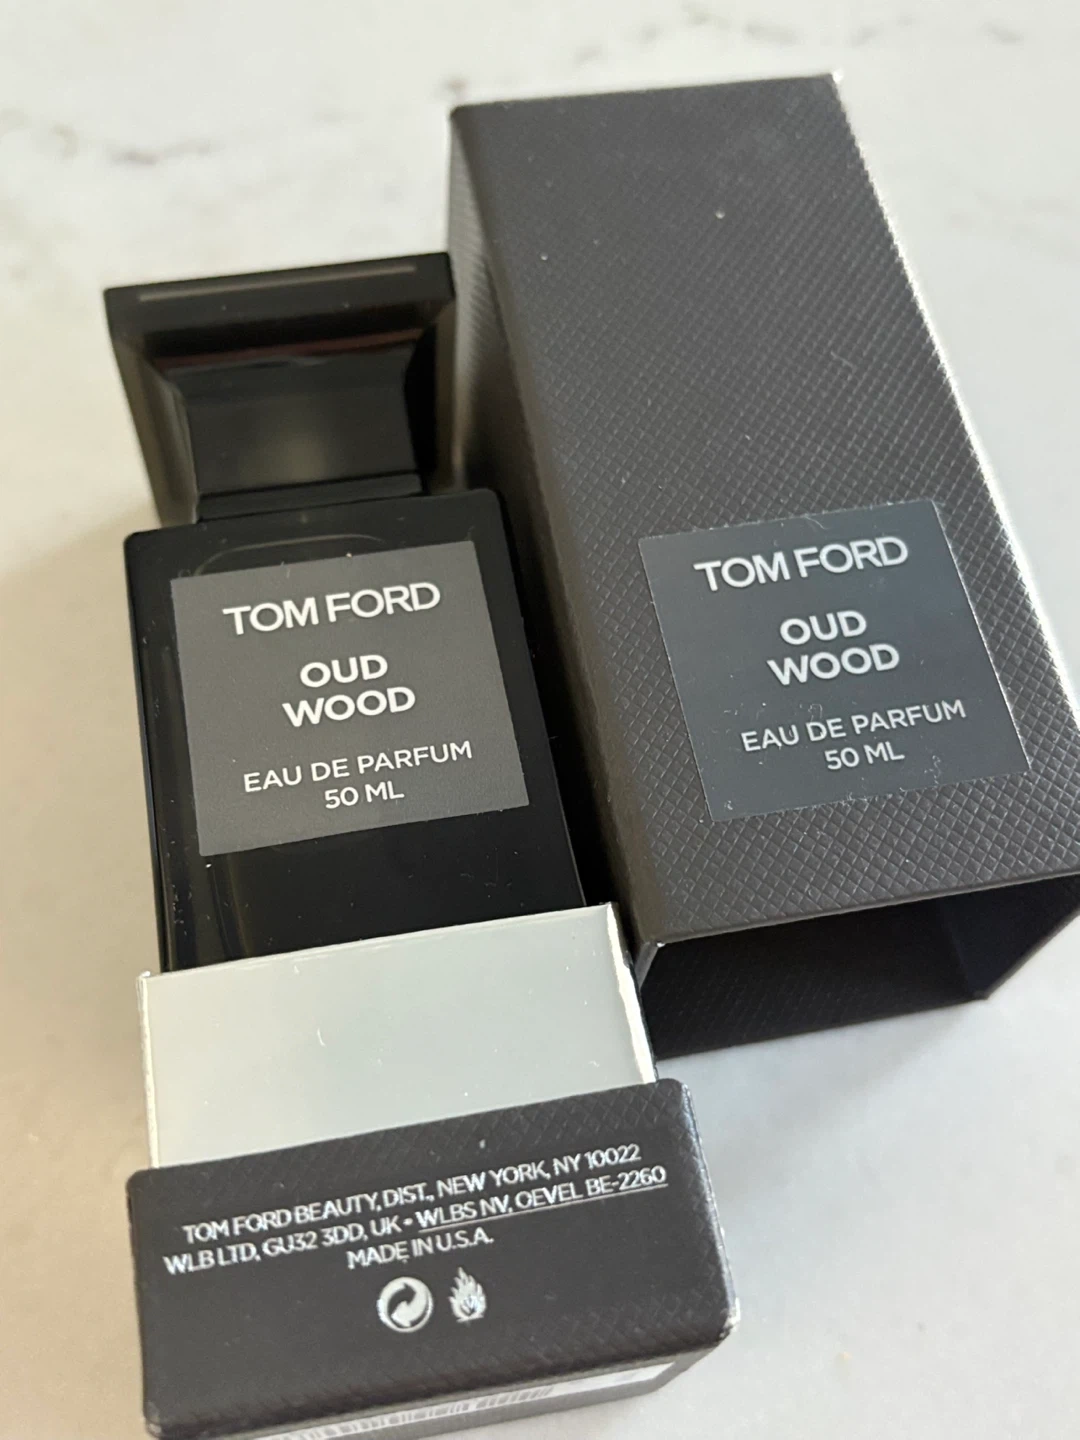 TOM FORD
OUD
WOOD
EAU DE PARFUM
50 ML
TOM FORD
OUD
WOOD
EAU DE PARFUM
50 ML
TOM FORD BEAUTY, DIST., NEW YORK, NY 10022
WLB LTD, GU32 3DD, UK • WLBS NV, OEVEL BE-2260
MADE IN U.S.A.